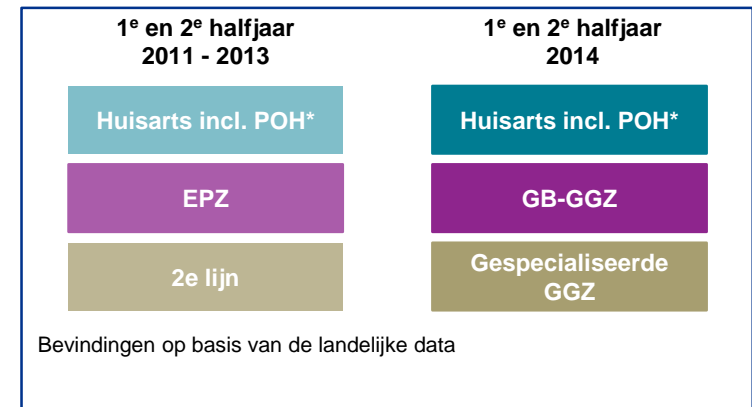 1e en 2e halfjaar
2011 - 2013
Huisarts incl. POH*
EPZ
2e lijn
1e en 2e halfjaar
2014
Huisarts incl. POH*
GB-GGZ
Gespecialiseerde
GGZ
Bevindingen op basis van de landelijke data